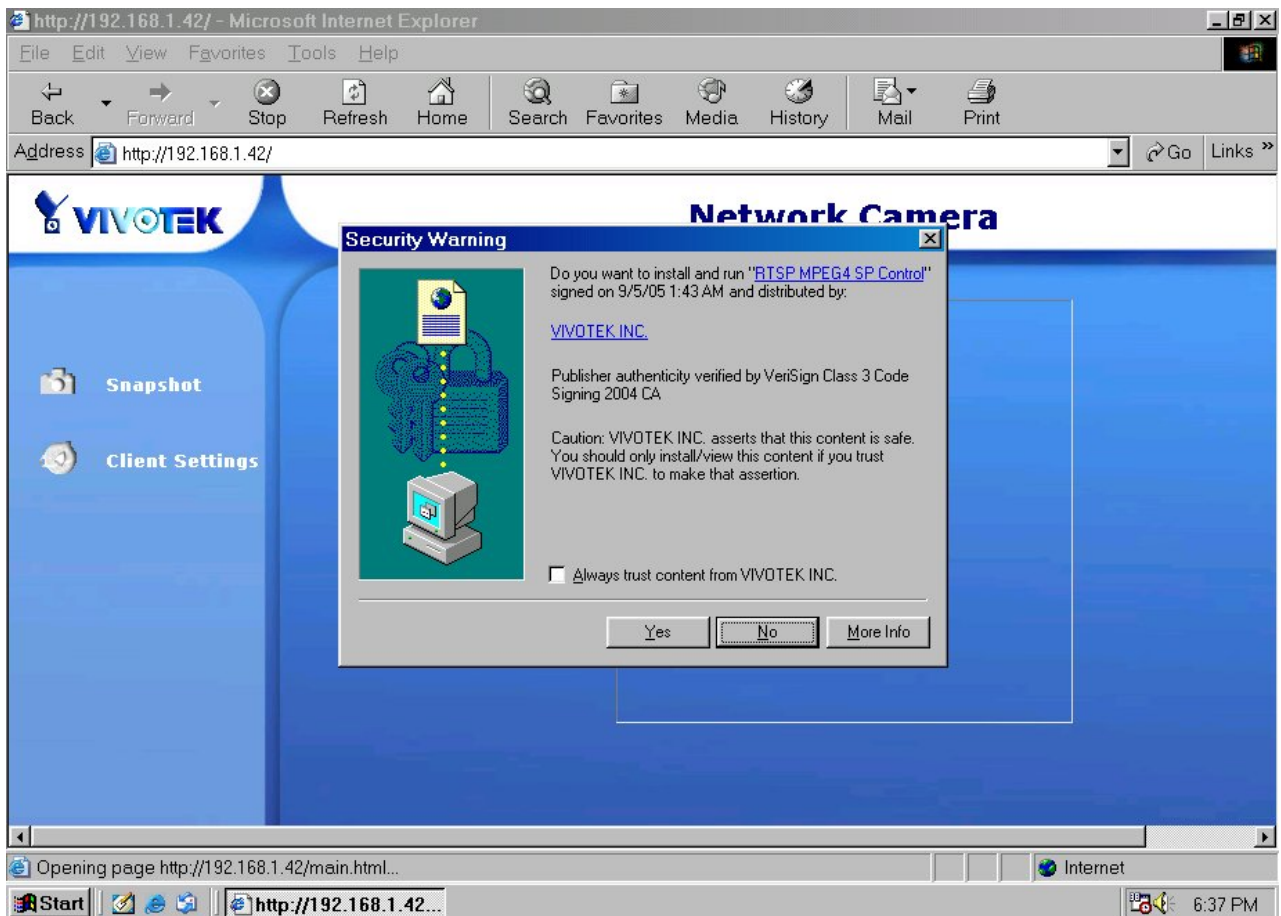 http://192.168.1.42/ - Microsoft Internet Explorer
File Edit View Favorites Tools Help
Back Forward Stop Refresh Home Search Favorites Media History Mail Print
Address http://192.168.1.42/ Go Links »
VIVOTEK
Network Camera
Snapshot
Client Settings
Security Warning
Do you want to install and run "RTSP MPEG4 SP Control"
signed on 9/5/05 1:43 AM and distributed by:
VIVOTEK INC.
Publisher authenticity verified by VeriSign Class 3 Code
Signing 2004 CA
Caution: VIVOTEK INC. asserts that this content is safe.
You should only install/view this content if you trust
VIVOTEK INC. to make that assertion.
Always trust content from VIVOTEK INC.
Yes No More Info
Opening page http://192.168.1.42/main.html... Internet
Start http://192.168.1.42... 6:37 PM